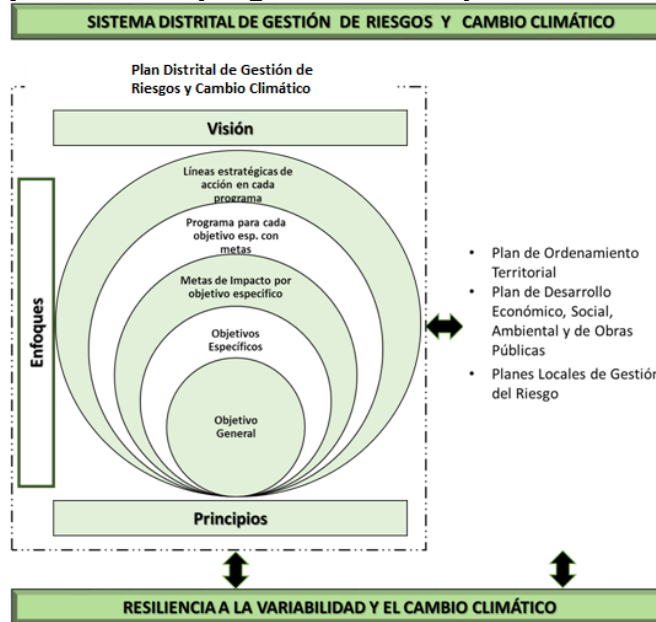 SISTEMA DISTRITAL DE GESTIÓN DE RIESGOS Y CAMBIO CLIMÁTICO
Plan Distrital de Gestión de
Riesgos y Cambio Climático
Visión
Enfoques
Líneas estratégicas de
acción en cada
programa
Programa para cada
objetivo esp. con
metas
Metas de Impacto por
objetivo especifico
Objetivos
Específicos
Objetivo
General
Principios
• Plan de Ordenamiento
Territorial
• Plan de Desarrollo
Económico, Social,
Ambiental y de Obras
Públicas
• Planes Locales de Gestión
del Riesgo
RESILIENCIA A LA VARIABILIDAD Y EL CAMBIO CLIMÁTICO